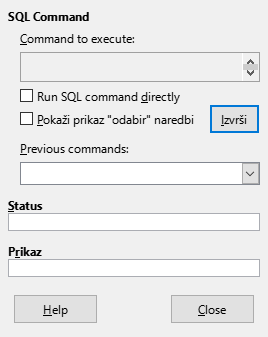 SQL Command
Command to execute:
Run SQL command directly
Pokaži prikaz "odabir" naredbi
Izvrši
Previous commands:
Status
Prikaz
Help
Close